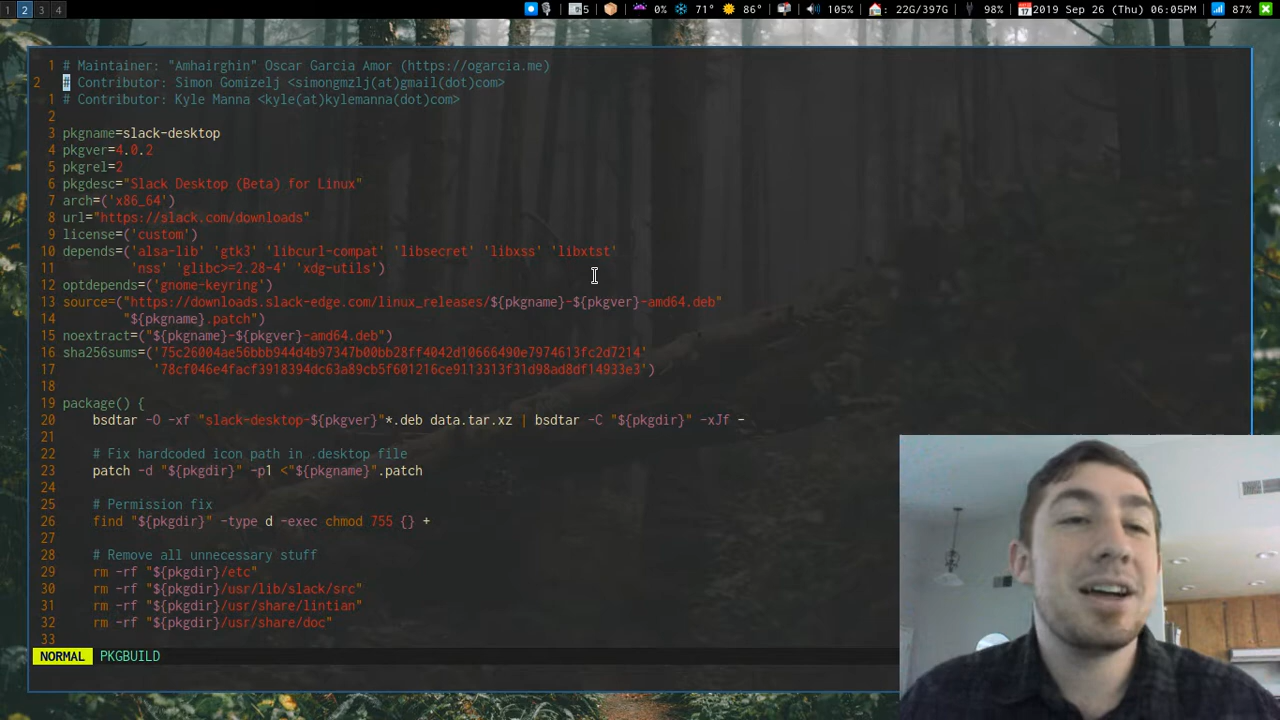 1 2 3 4 5 0% 71° 86° 105% : 22G/397G 98% 2019 Sep 26 (Thu) 06:05PM 87%
1 # Maintainer: "Amhairghin" Oscar Garcia Amor (https://ogarcia.me)
2 # Contributor: Simon Gomizelj <simongmzlj(at)gmail(dot)com>
1 # Contributor: Kyle Manna <kyle(at)kylemanna(dot)com>
2
3 pkgname=slack-desktop
4 pkgver=4.0.2
5 pkgrel=2
6 pkgdesc="Slack Desktop (Beta) for Linux"
7 arch=('x86_64')
8 url="https://slack.com/downloads"
9 license=('custom')
10 depends=('alsa-lib' 'gtk3' 'libcurl-compat' 'libsecret' 'libxss' 'libxtst'
11 'nss' 'glibc>=2.28-4' 'xdg-utils')
12 optdepends=('gnome-keyring')
13 source=("https://downloads.slack-edge.com/linux_releases/${pkgname}-${pkgver}-amd64.deb"
14 "${pkgname}.patch")
15 noextract=("${pkgname}-${pkgver}-amd64.deb")
16 sha256sums=('75c26004ae56bbb944d4b97347b00bb28ff4042d10666490e7974613fc2d7214'
17 '78cf046e4facf3918394dc63a89cb5f601216ce9113313f31d98ad8df14933e3')
18
19 package() {
20 bsdtar -O -xf "slack-desktop-${pkgver}"*.deb data.tar.xz | bsdtar -C "${pkgdir}" -xJf -
21
22 # Fix hardcoded icon path in .desktop file
23 patch -d "${pkgdir}" -p1 <"${pkgname}".patch
24
25 # Permission fix
26 find "${pkgdir}" -type d -exec chmod 755 {} +
27
28 # Remove all unnecessary stuff
29 rm -rf "${pkgdir}/etc"
30 rm -rf "${pkgdir}/usr/lib/slack/src"
31 rm -rf "${pkgdir}/usr/share/lintian"
32 rm -rf "${pkgdir}/usr/share/doc"
33
NORMAL PKGBUILD